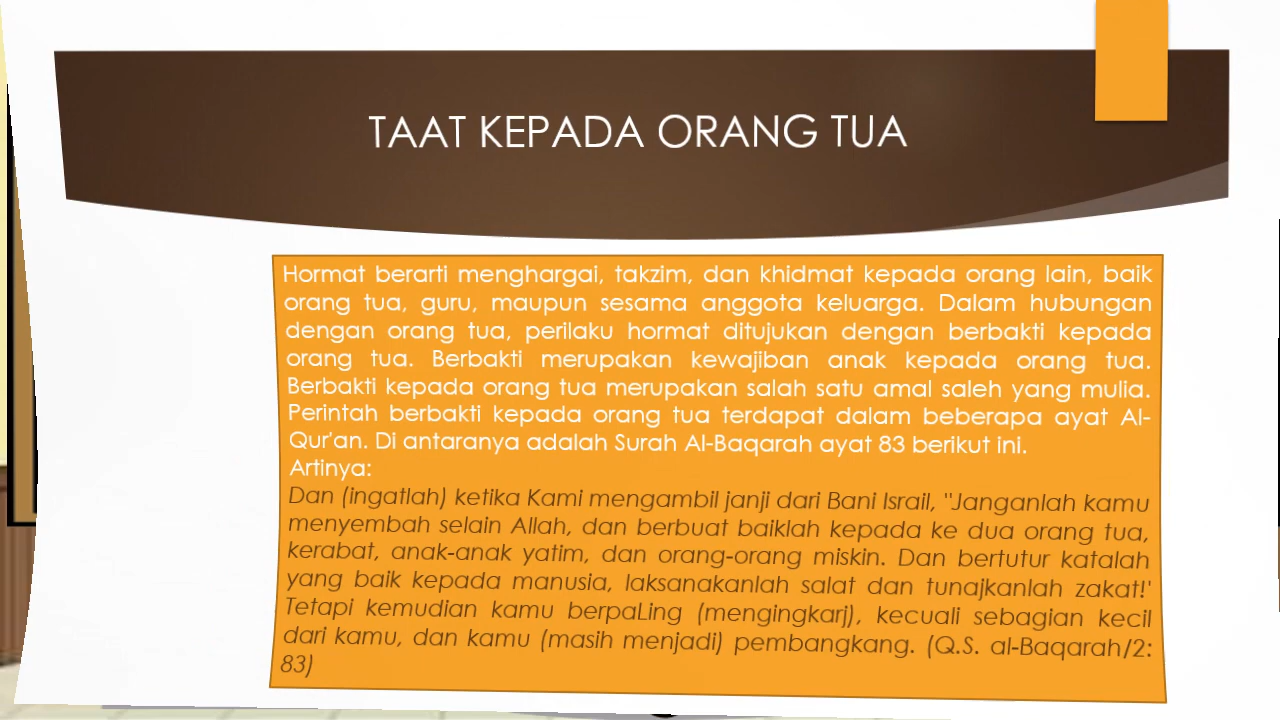 TAAT KEPADA ORANG TUA
Hormat berarti menghargai, takzim, dan khidmat kepada orang lain, baik
orang tua, guru, maupun sesama anggota keluarga. Dalam hubungan
dengan orang tua, perilaku hormat ditujukan dengan berbakti kepada
orang tua. Berbakti merupakan kewajiban anak kepada orang tua.
Berbakti kepada orang tua merupakan salah satu amal saleh yang mulia.
Perintah berbakti kepada orang tua terdapat dalam beberapa ayat Al-
Qur'an. Di antaranya adalah Surah Al-Baqarah ayat 83 berikut ini.
Artinya:
Dan (ingatlah) ketika Kami mengambil janji dari Bani Israil, "Janganlah kamu
menyembah selain Allah, dan berbuat baiklah kepada ke dua orang tua,
kerabat, anak-anak yatim, dan orang-orang miskin. Dan bertutur katalah
yang baik kepada manusia, laksanakanlah salat dan tunajkanlah zakat!'
Tetapi kemudian kamu berpaLing (mengingkarj), kecuali sebagian kecil
dari kamu, dan kamu (masih menjadi) pembangkang. (Q.S. al-Baqarah/2:
83)